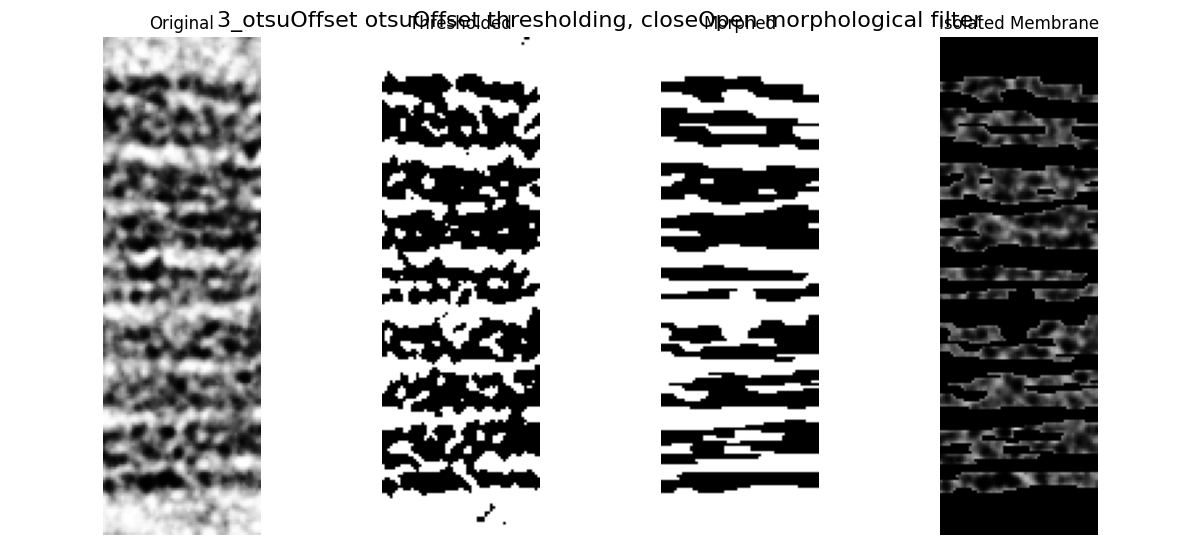 3_otsuOffset otsuOffset thresholding, closeOpen morphological filter
Original
Thresholded
Morphed
Isolated Membrane